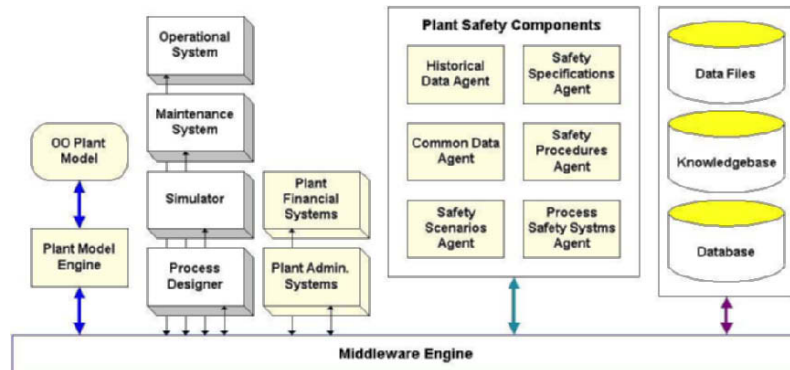 Operational
System
Maintenance
System
OO Plant
Model
Simulator
Plant
Financial
Systems
Plant Model
Engine
Process
Designer
Plant Admin.
Systems
Plant Safety Components
Historical
Data Agent
Safety
Specifications
Agent
Common Data
Agent
Safety
Procedures
Agent
Safety
Scenarios
Agent
Process
Safety Systms
Agent
Data Files
Knowledgebase
Database
Middleware Engine